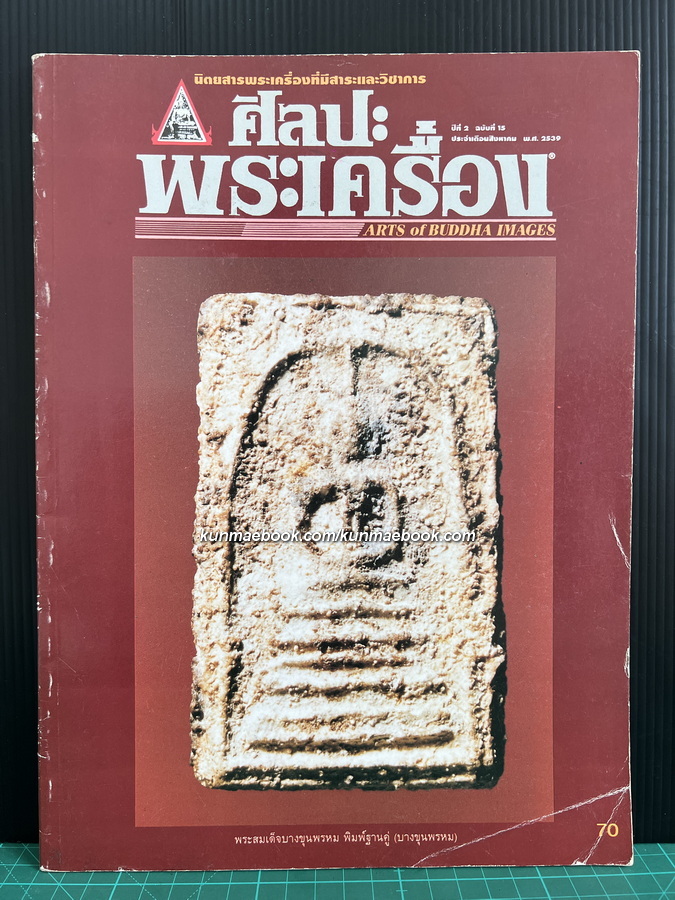 นิตยสารพระเครื่องที่มีสาระและวิชาการ
ศิลปะ
พระเครื่อง®
ปีที่ 2 ฉบับที่ 15
ประจำเดือนสิงหาคม พ.ศ. 2539
ARTS of BUDDHA IMAGES
kunmaebook.com/kunmaebook.com
พระสมเด็จบางขุนพรหม พิมพ์ฐานคู่ (บางขุนพรหม)
70